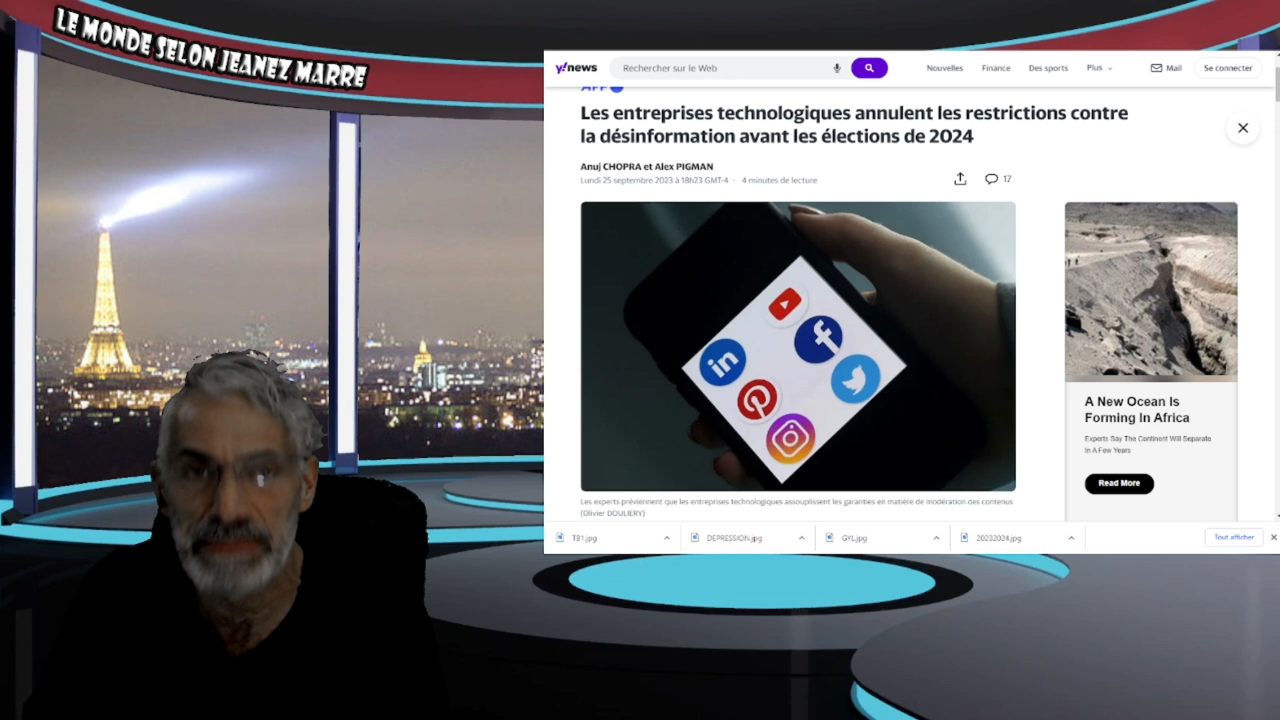 LE MONDE SELON JEANEZ MARRE
y!news
Rechercher sur le Web
Nouvelles
Finance
Des sports
Plus
Mail
Se connecter
Les entreprises technologiques annulent les restrictions contre
la désinformation avant les élections de 2024
Anuj CHOPRA et Alex PIGMAN
Lundi 25 septembre 2023 à 18h23 GMT-4 · 4 minutes de lecture
17
in
A New Ocean Is
Forming In Africa
Experts Say The Continent Will Separate
In A Few Years
Read More
Les experts préviennent que les entreprises technologiques assouplissent les garanties en matière de modération des contenus
(Olivier DOULIERY)
TB1.jpg
DEPRESSION.jpg
GYL.jpg
20232024.jpg
Tout afficher